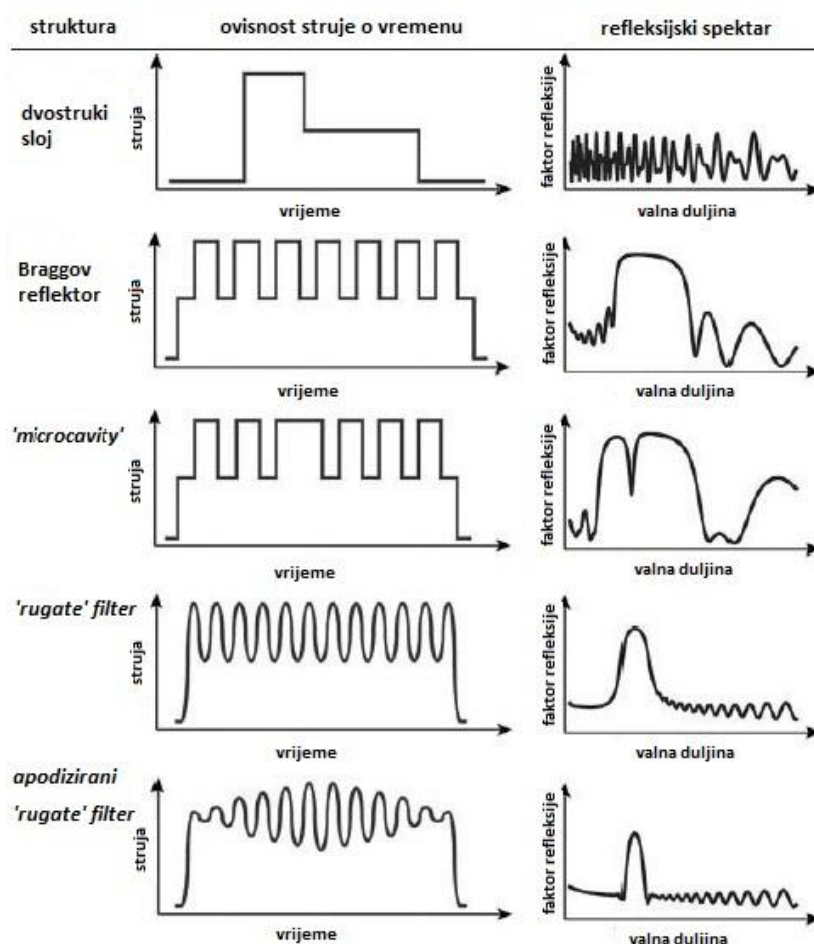 struktura ovisnost struje o vremenu refleksijski spektar
dvostruki
sloj
struja
vrijeme
faktor refleksije
valna duljina
Braggov
reflektor
struja
vrijeme
faktor refleksije
valna duljina
'microcavity'
struja
vrijeme
faktor refleksije
valna duljina
'rugate' filter
struja
vrijeme
faktor refleksije
valna duljina
apodizirani
'rugate' filter
struja
vrijeme
faktor refleksije
valna duljina